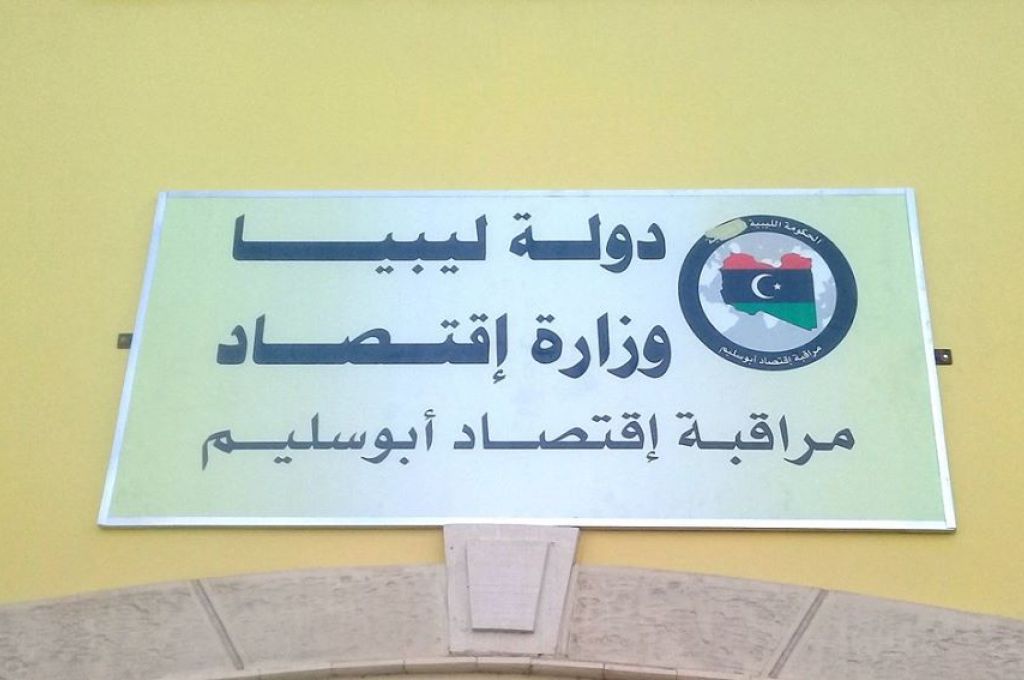 دولة ليبيا
وزارة إقتصاد
مراقبة إقتصاد أبوسليم
الحكومة الليبية
مراقبة إقتصاد أبوسليم